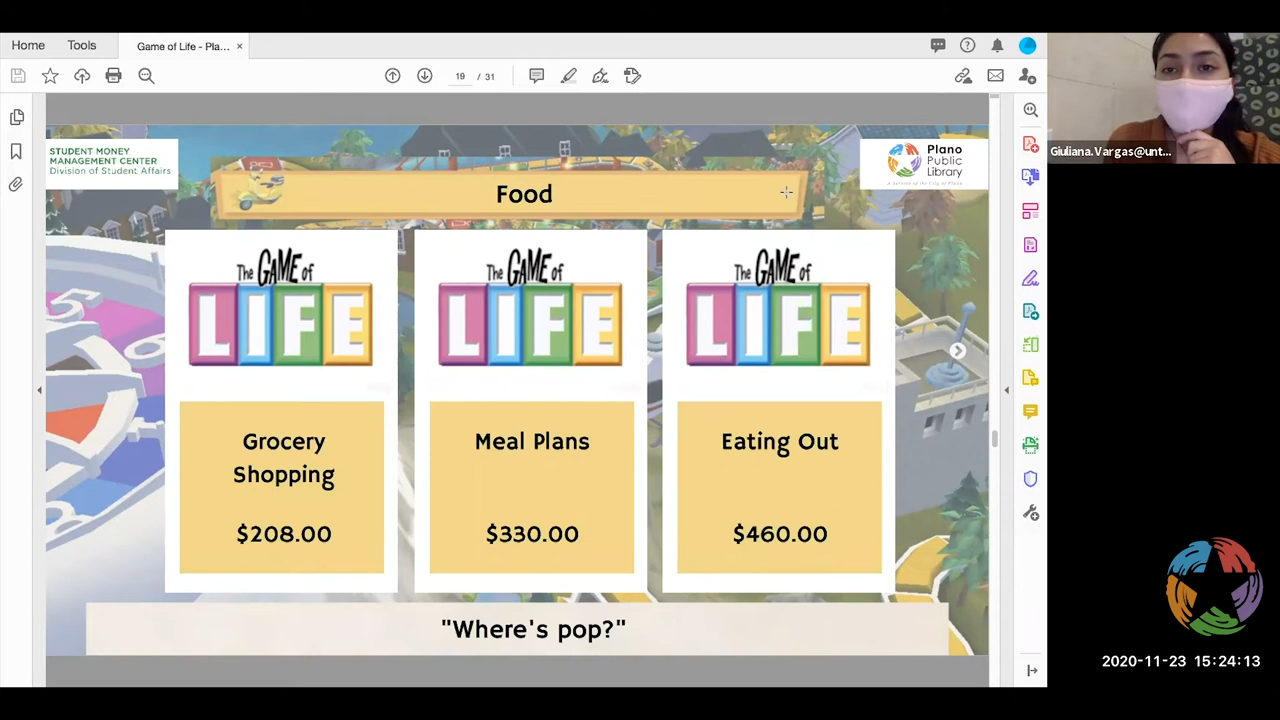 Home
Tools
Game of Life - Pla... ×
19 / 31
STUDENT MONEY
MANAGEMENT CENTER
Division of Student Affairs
Plano
Public
Library
Food
The GAME of
LIFE
The GAME of
LIFE
The GAME of
LIFE
Grocery
Shopping
$208.00
Meal Plans
$330.00
Eating Out
$460.00
"Where's pop?"
Giuliana.Vargas@unt...
2020-11-23 15:24:13